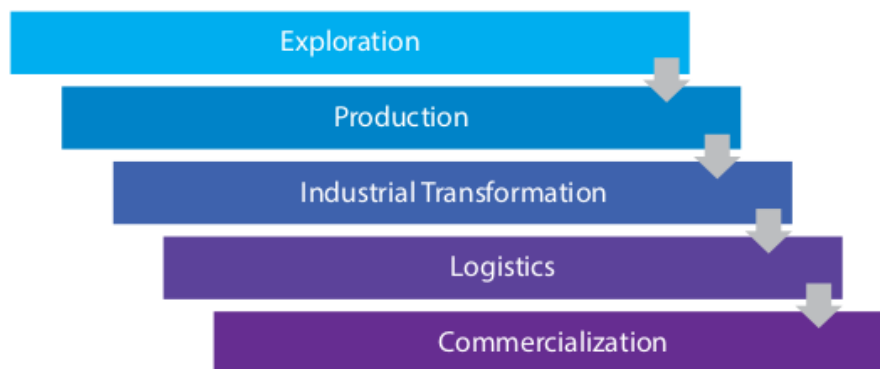 Exploration
Production
Industrial Transformation
Logistics
Commercialization